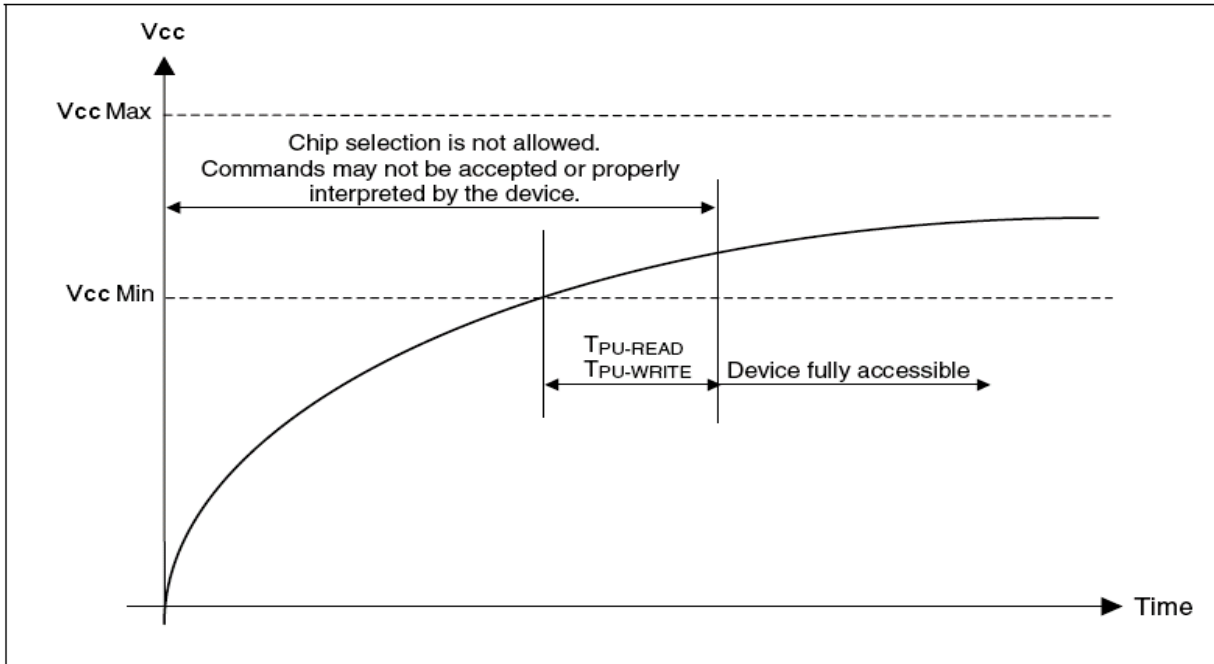 Vcc
Vcc Max
Chip selection is not allowed.
Commands may not be accepted or properly
interpreted by the device.
Vcc Min
TPU-READ
TPU-WRITE
Device fully accessible
Time